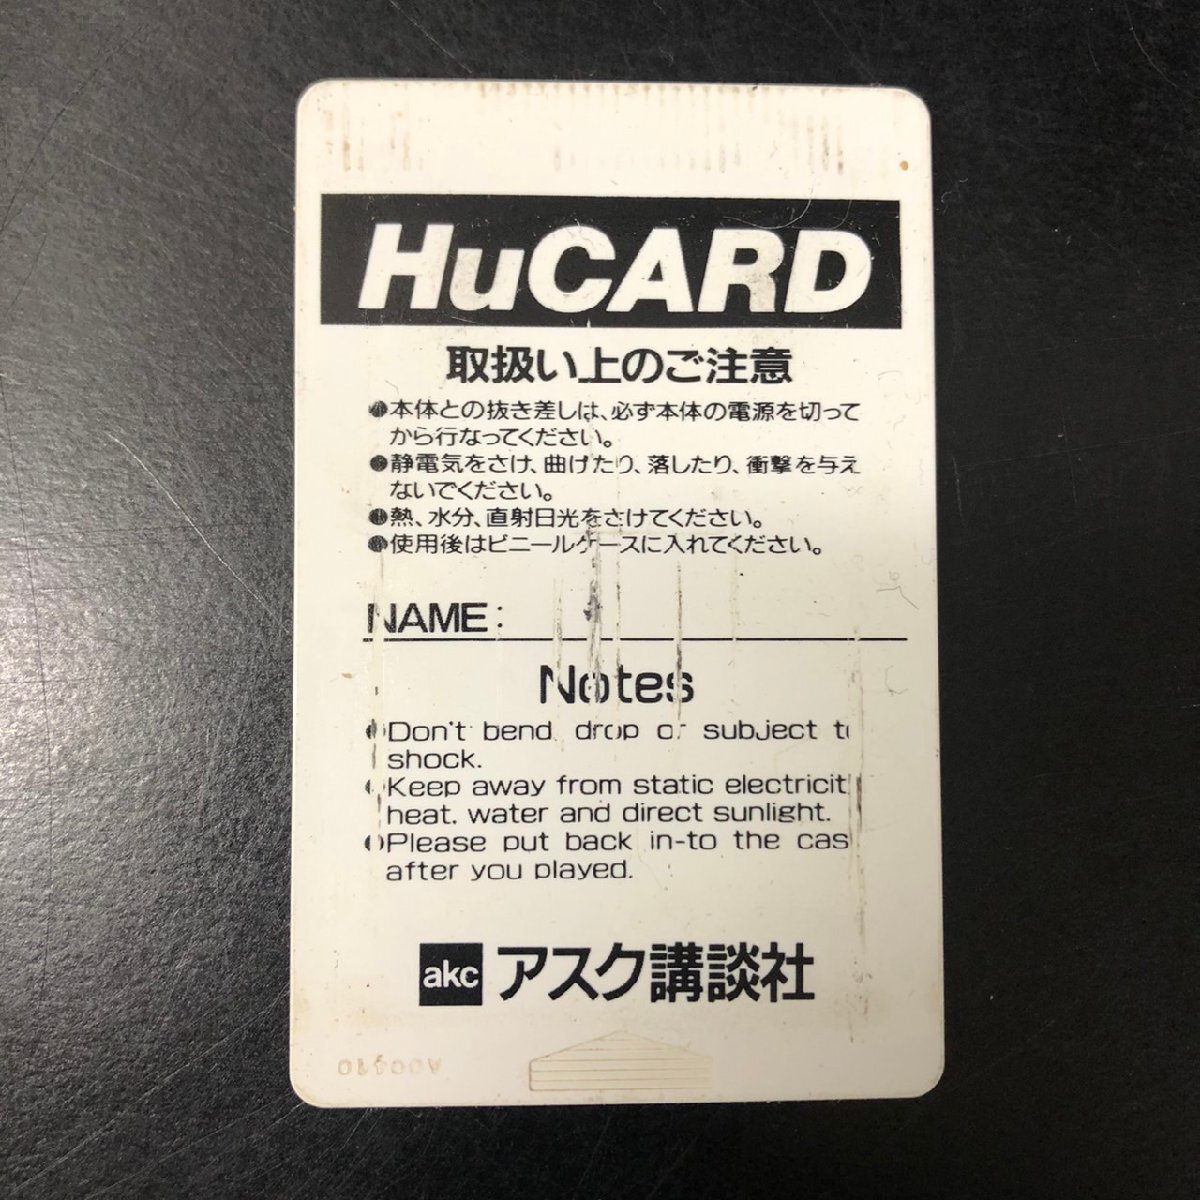 HuCARD
取扱い上のご注意
●本体との抜き差しは、必ず本体の電源を切って
から行なってください。
●静電気をさけ、曲げたり、落したり、衝撃を与え
ないでください。
●熱、水分、直射日光をさけてください。
●使用後はビニールケースに入れてください。
NAME:
Notes
●Don't bend, drop or subject to
shock.
●Keep away from static electricit
heat, water and direct sunlight.
●Please put back in-to the cas
after you played.
akc アスク講談社